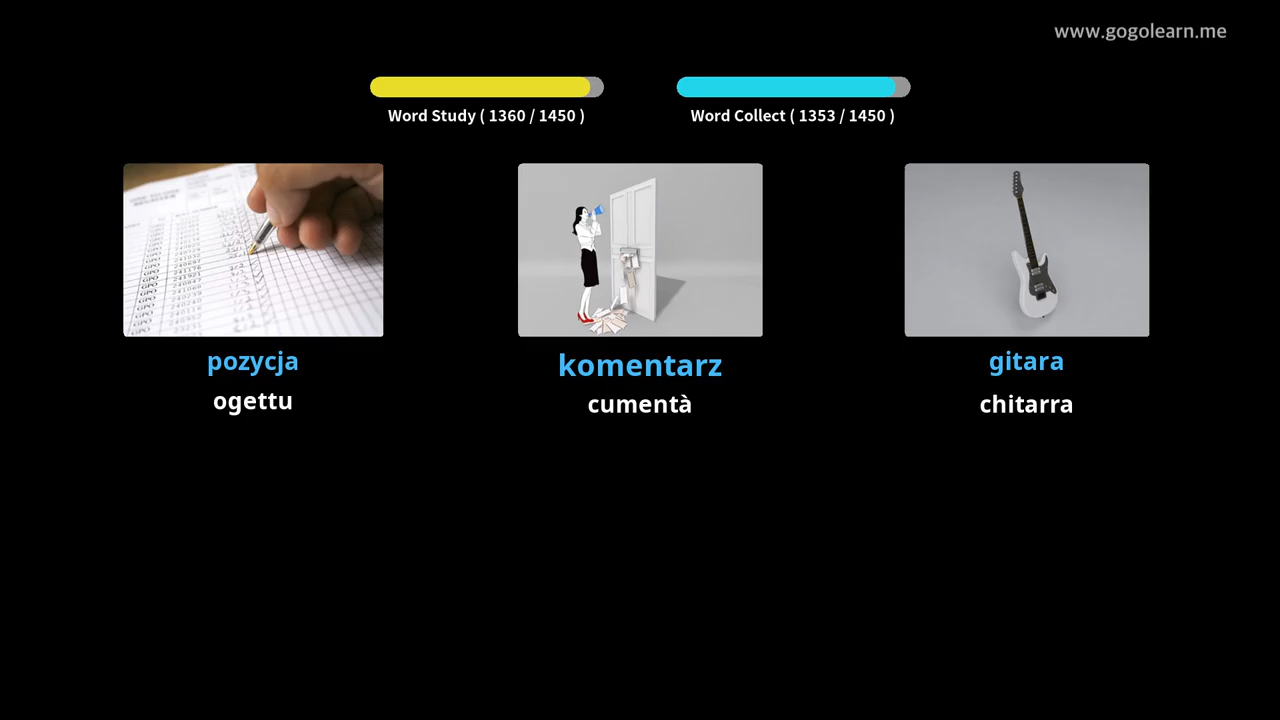 www.gogolearn.me
Word Study ( 1360 / 1450 )
Word Collect ( 1353 / 1450 )
pozycja
ogettu
komentarz
cumentà
gitara
chitarra